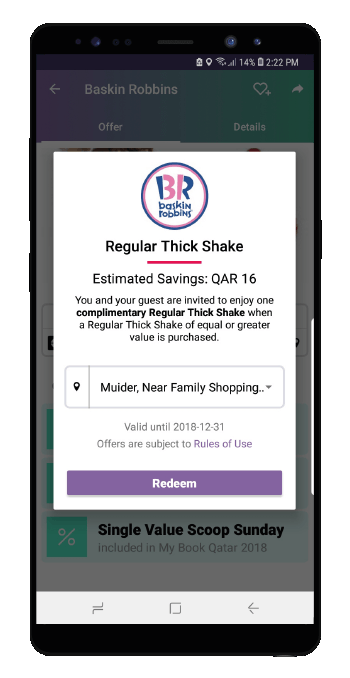 14% 2:22 PM
Baskin Robbins
Offer
Details
BR
baskin
robbins
Regular Thick Shake
Estimated Savings: QAR 16
You and your guest are invited to enjoy one
complimentary Regular Thick Shake when
a Regular Thick Shake of equal or greater
value is purchased.
Muider, Near Family Shopping..
Valid until 2018-12-31
Offers are subject to Rules of Use
Redeem
%
Single Value Scoop Sunday
included in My Book Qatar 2018